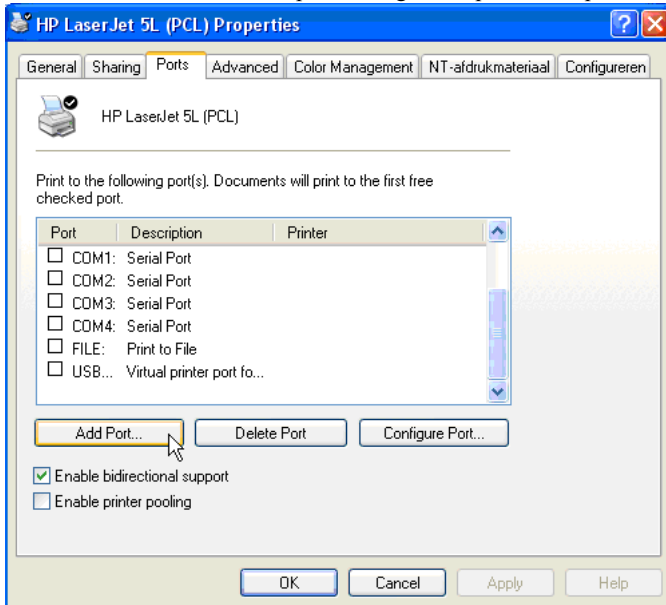 HP LaserJet 5L (PCL) Properties
General Sharing Ports Advanced Color Management NT-afdrukmateriaal Configureren
HP LaserJet 5L (PCL)
Print to the following port(s). Documents will print to the first free
checked port.
Port Description Printer
COM1: Serial Port
COM2: Serial Port
COM3: Serial Port
COM4: Serial Port
FILE: Print to File
USB... Virtual printer port fo...
Add Port... Delete Port Configure Port...
Enable bidirectional support
Enable printer pooling
OK Cancel Apply Help